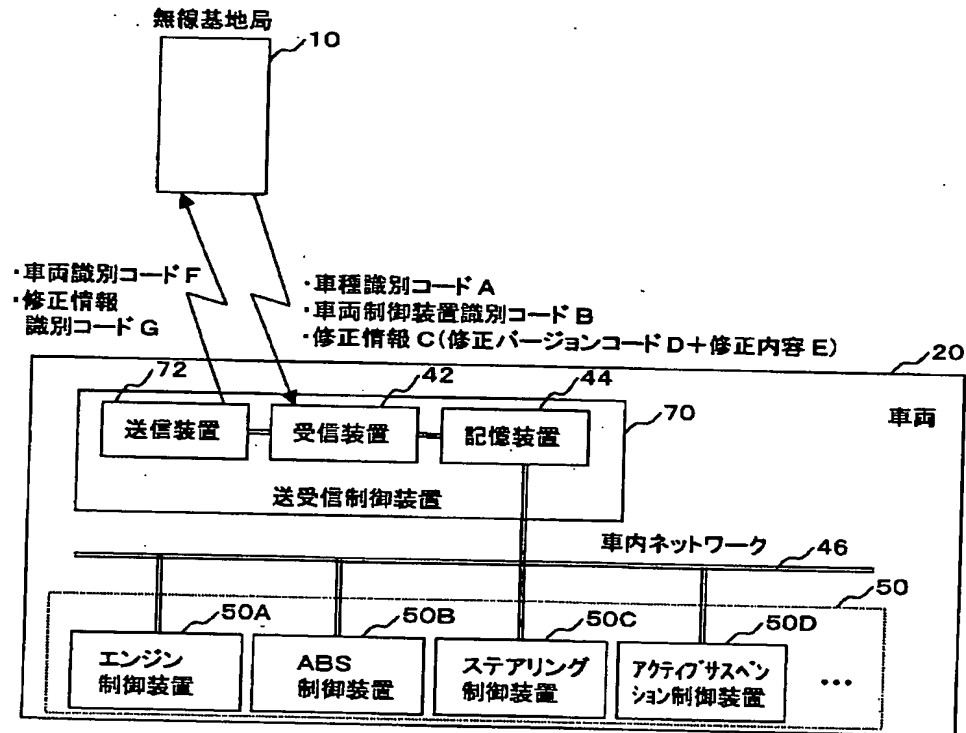 無線基地局
10
・車両識別コードF
・修正情報
識別コードG
・車種識別コードA
・車両制御装置識別コードB
・修正情報C(修正バージョンコードD+修正内容E)
20
車両
72
42
44
70
送信装置
受信装置
記憶装置
送受信制御装置
車内ネットワーク
46
50
50A
50B
50C
50D
エンジン
制御装置
ABS
制御装置
ステアリング
制御装置
アクティブサスペン
ション制御装置
…